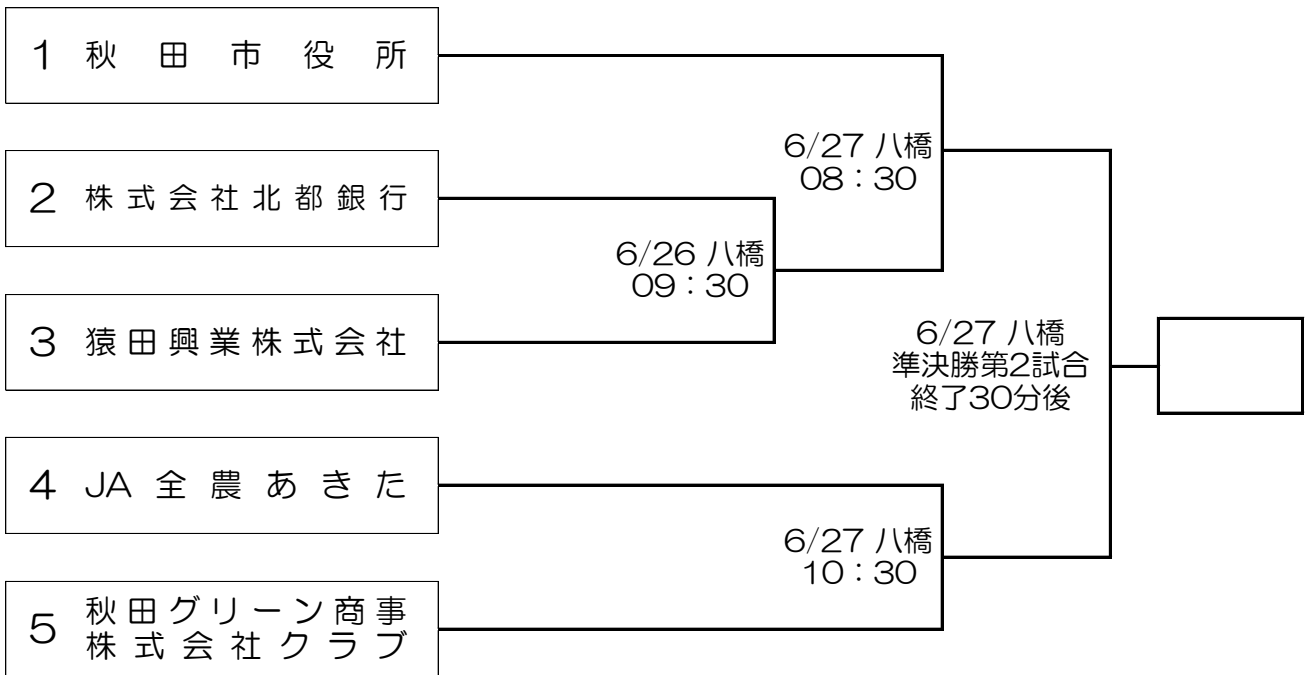 1 秋田市役所
6/27 八橋
08：30
2 株式会社北都銀行
6/26 八橋
09：30
3 猿田興業株式会社
6/27 八橋
準決勝第2試合
終了30分後
4 JA全農あきた
6/27 八橋
10：30
5 秋田グリーン商事
株式会社クラブ